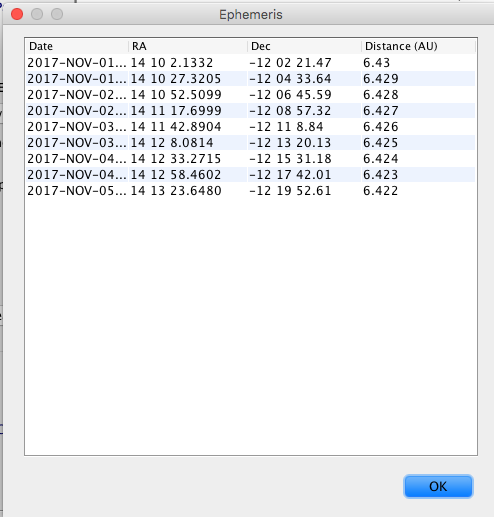 Ephemeris
Date RA Dec Distance (AU)
2017-NOV-01... 14 10 2.1332 -12 02 21.47 6.43
2017-NOV-01... 14 10 27.3205 -12 04 33.64 6.429
2017-NOV-02... 14 10 52.5099 -12 06 45.59 6.428
2017-NOV-02... 14 11 17.6999 -12 08 57.32 6.427
2017-NOV-03... 14 11 42.8904 -12 11 8.84 6.426
2017-NOV-03... 14 12 8.0814 -12 13 20.13 6.425
2017-NOV-04... 14 12 33.2715 -12 15 31.18 6.424
2017-NOV-04... 14 12 58.4602 -12 17 42.01 6.423
2017-NOV-05... 14 13 23.6480 -12 19 52.61 6.422
OK